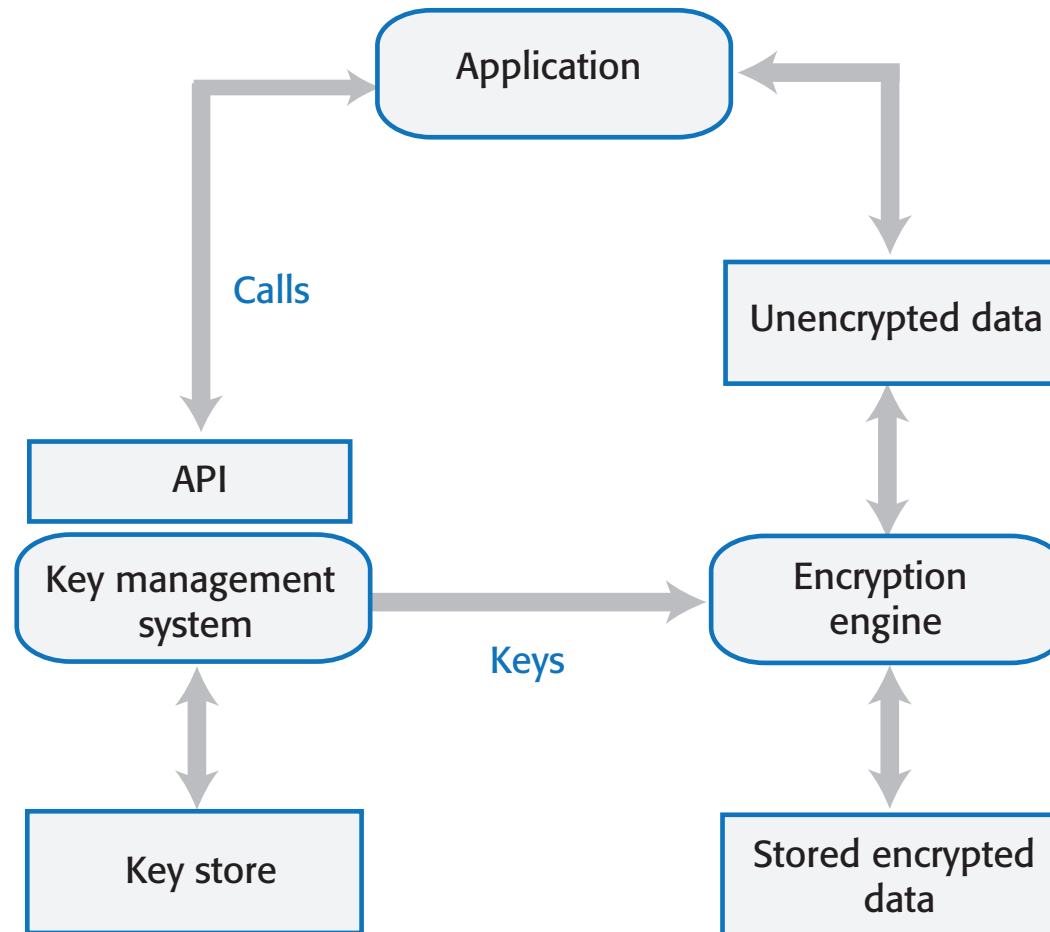 Application
Calls
Unencrypted data
API
Key management
system
Encryption
engine
Keys
Key store
Stored encrypted
data